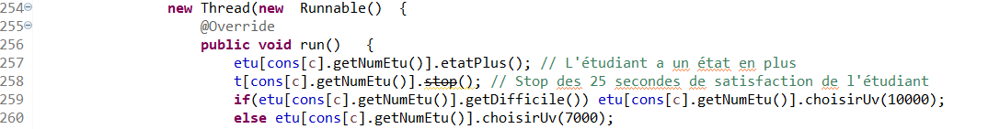 254 new Thread(new Runnable() {
255 @Override
256 public void run() {
257 etu[cons[c].getNumEtu()].etatPlus(); // L'étudiant a un état en plus
258 t[cons[c].getNumEtu()].stop(); // Stop des 25 secondes de satisfaction de l'étudiant
259 if(etu[cons[c].getNumEtu()].getDifficile()) etu[cons[c].getNumEtu()].choisirUv(10000);
260 else etu[cons[c].getNumEtu()].choisirUv(7000);